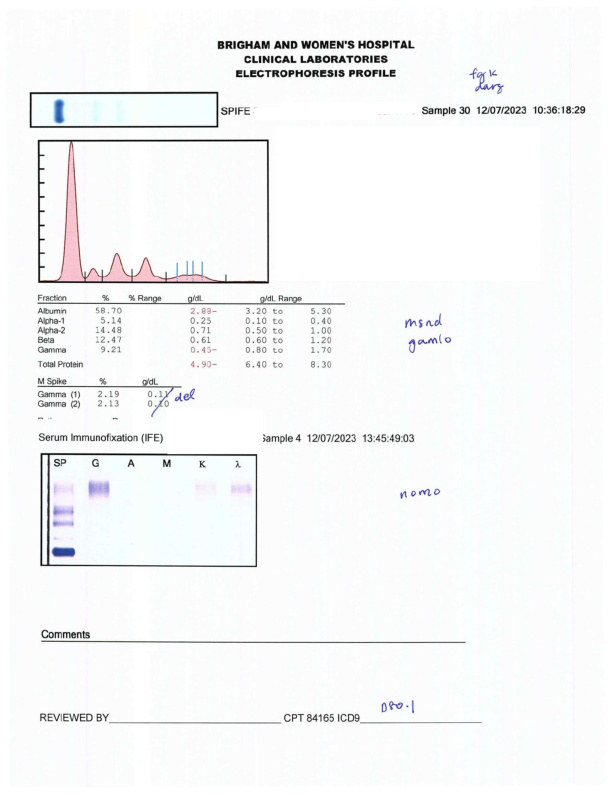 BRIGHAM AND WOMEN'S HOSPITAL
CLINICAL LABORATORIES
ELECTROPHORESIS PROFILE
fgk
darz
SPIFE
Sample 30 12/07/2023 10:36:18:29
Fraction % % Range g/dL g/dL Range
Albumin 58.70 2.88- 3.20 to 5.30
Alpha-1 5.14 0.25 0.10 to 0.40
Alpha-2 14.48 0.71 0.50 to 1.00
Beta 12.47 0.61 0.60 to 1.20
Gamma 9.21 0.45- 0.80 to 1.70
Total Protein 4.90- 6.40 to 8.30
msnd
gamlo
M Spike % g/dL
Gamma (1) 2.19 0.11 del
Gamma (2) 2.13 0.10
Serum Immunofixation (IFE)
Sample 4 12/07/2023 13:45:49:03
SP G A M K λ
nomo
Comments
REVIEWED BY CPT 84165 ICD9 D80.1